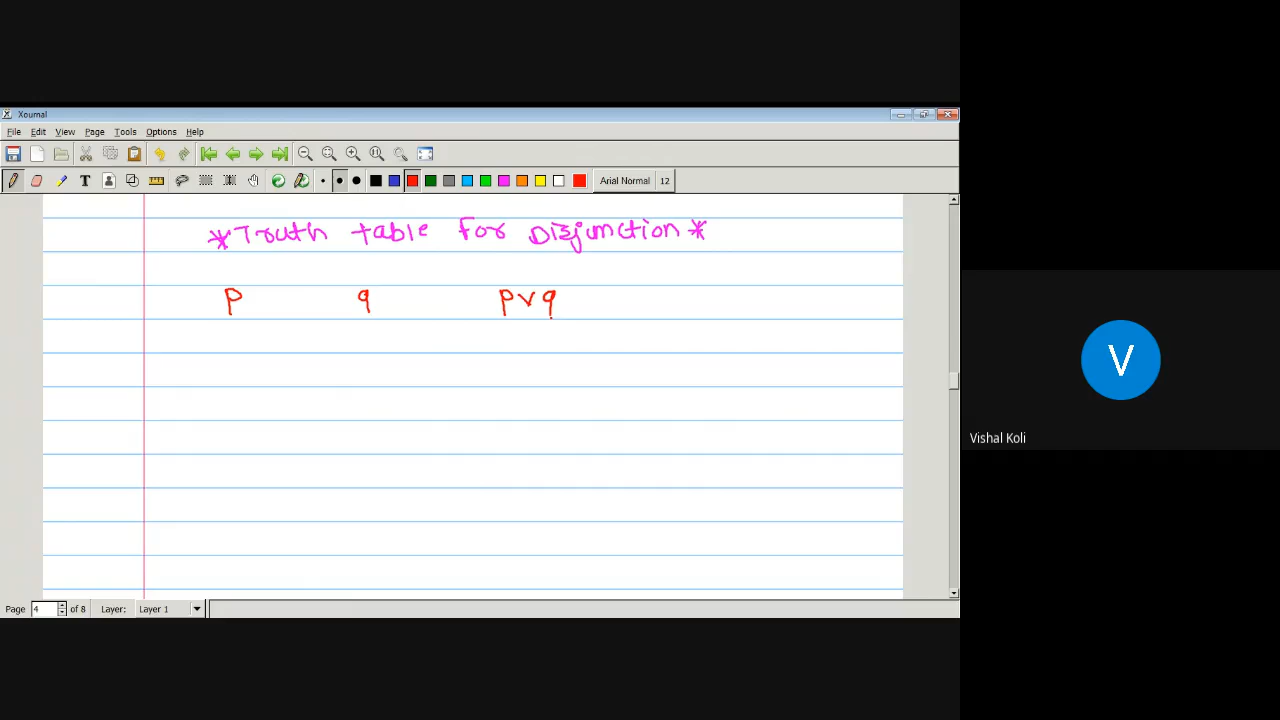 Xournal
File Edit View Page Tools Options Help
T Arial Normal 12
*Truth table for Disjunction*
p q p∨q
V
Vishal Koli
Page 4 of 8 Layer: Layer 1